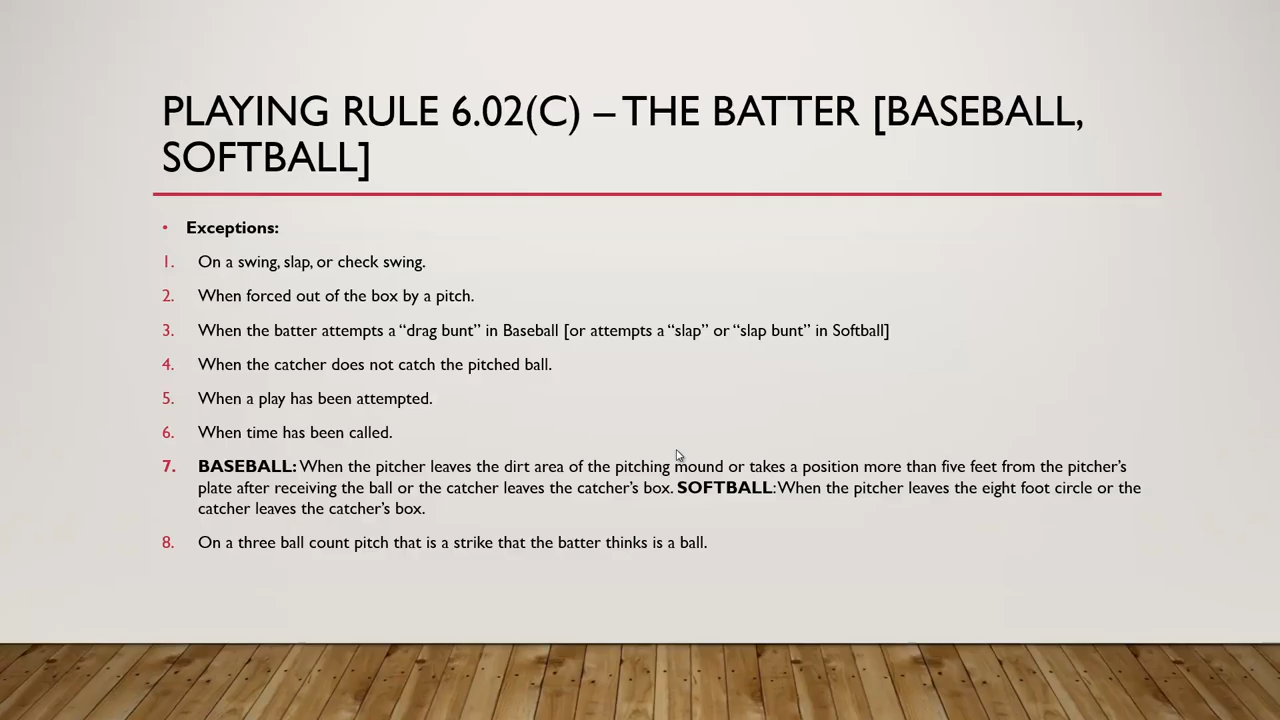 PLAYING RULE 6.02(C) – THE BATTER [BASEBALL,
SOFTBALL]
• Exceptions:
1. On a swing, slap, or check swing.
2. When forced out of the box by a pitch.
3. When the batter attempts a “drag bunt” in Baseball [or attempts a “slap” or “slap bunt” in Softball]
4. When the catcher does not catch the pitched ball.
5. When a play has been attempted.
6. When time has been called.
7. BASEBALL: When the pitcher leaves the dirt area of the pitching mound or takes a position more than five feet from the pitcher’s
plate after receiving the ball or the catcher leaves the catcher’s box. SOFTBALL: When the pitcher leaves the eight foot circle or the
catcher leaves the catcher’s box.
8. On a three ball count pitch that is a strike that the batter thinks is a ball.